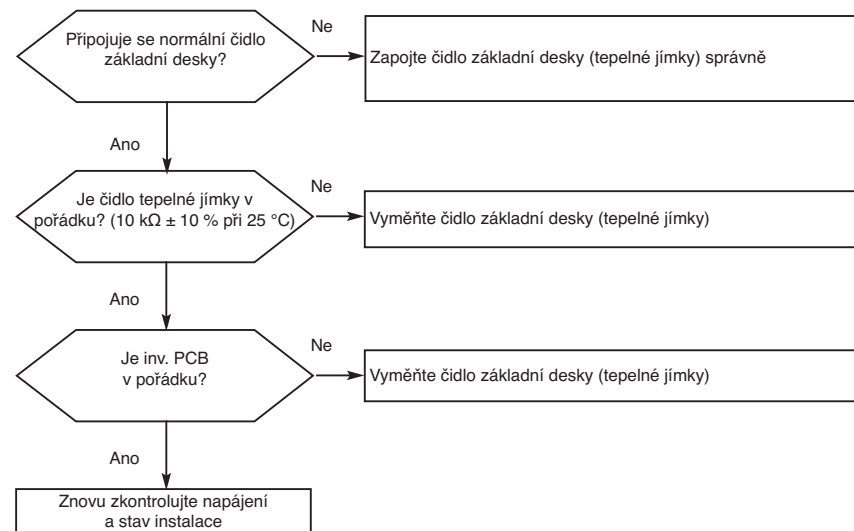 Připojuje se normální čidlo
základní desky?
Ne
Zapojte čidlo základní desky (tepelné jímky) správně
Ano
Je čidlo tepelné jímky v
pořádku? (10 kΩ ± 10 % při 25 °C)
Ne
Vyměňte čidlo základní desky (tepelné jímky)
Ano
Je inv. PCB
v pořádku?
Ne
Vyměňte čidlo základní desky (tepelné jímky)
Ano
Znovu zkontrolujte napájení
a stav instalace